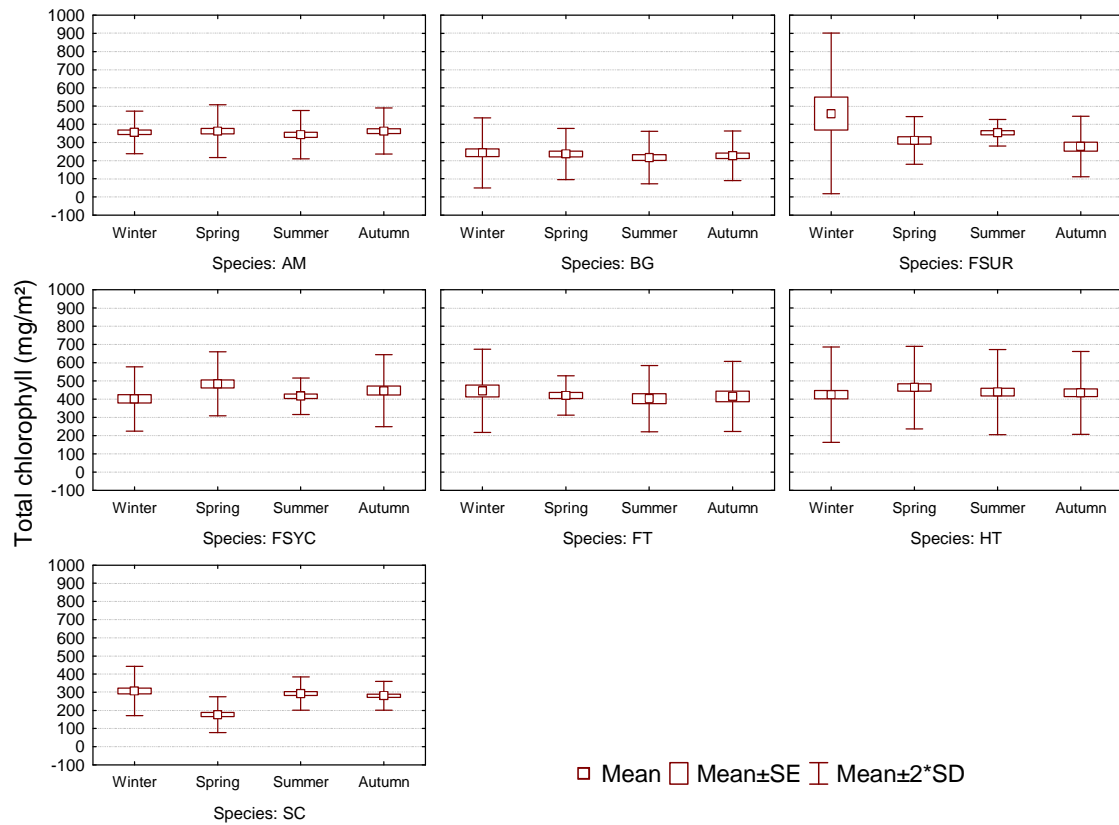 Total chlorophyll (mg/m²)
1000
900
800
700
600
500
400
300
200
100
0
-100
Winter Spring Summer Autumn
Species: AM
Winter Spring Summer Autumn
Species: BG
Winter Spring Summer Autumn
Species: FSUR
1000
900
800
700
600
500
400
300
200
100
0
-100
Winter Spring Summer Autumn
Species: FSYC
Winter Spring Summer Autumn
Species: FT
Winter Spring Summer Autumn
Species: HT
1000
900
800
700
600
500
400
300
200
100
0
-100
Winter Spring Summer Autumn
Species: SC
Mean Mean±SE Mean±2*SD